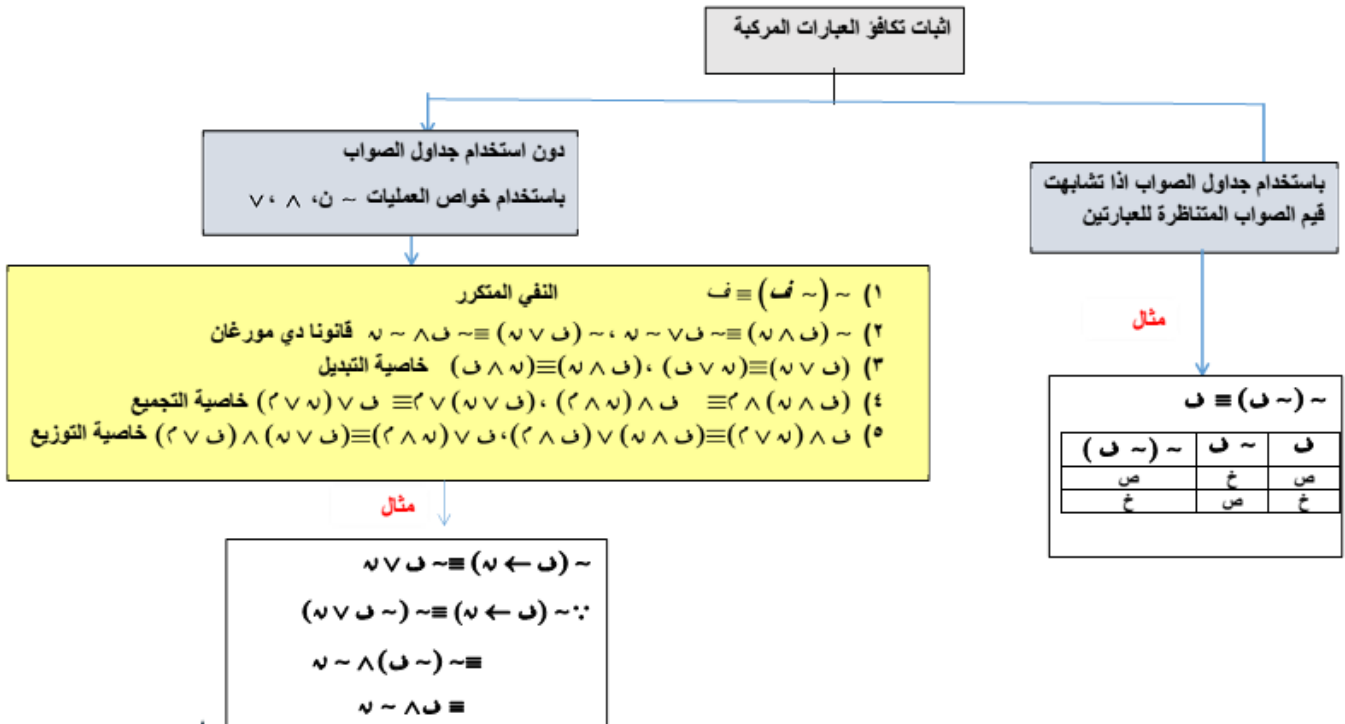 اثبات تكافؤ العبارات المركبة
باستخدام جداول الصواب اذا تشابهت
قيم الصواب المتناظرة للعبارتين
مثال
~ (~ ف) ≡ ف
ف ~ ف ~ (~ ف )
ص خ ص
خ ص خ
دون استخدام جداول الصواب
باستخدام خواص العمليات ~ ن، ∧ ،∨
١) ~ (~ ف) ≡ ف النفي المتكرر
٢) ~ (ف ∧ ن) ≡~ ف∨ ~ ن ، ~ (ف ∨ ن) ≡~ ف∧ ~ ن قانونا دي مورغان
٣) (ف ∨ ن)≡(ن ∨ ف) ، (ف ∧ ن)≡(ن ∧ ف) خاصية التبديل
٤) (ف ∧ ن)∧ م ≡ ف ∧ (ن ∧ م) ، (ف ∨ ن)∨ م ≡ ف ∨ (ن ∨ م) خاصية التجميع
٥) ف ∧ (ن ∨ م)≡(ف ∧ ن) ∨ (ف ∧ م)، ف ∨ (ن ∧ م)≡(ف ∨ ن) ∧ (ف ∨ م) خاصية التوزيع
مثال
~ (ف ← ن) ≡~ ف ∨ ن
∵ ~ (ف ← ن) ≡~ (~ ف ∨ ن)
≡~ (~ ف)∧ ~ ن
≡ ف∧ ~ ن